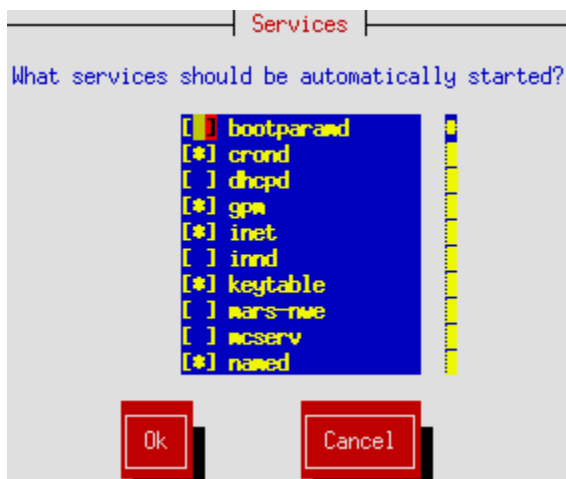 Services
What services should be automatically started?
[ ] bootparamd
[*] crond
[ ] dhcpd
[*] gpm
[*] inet
[ ] innd
[*] keytable
[ ] mars-nwe
[ ] mcserv
[*] named
Ok Cancel